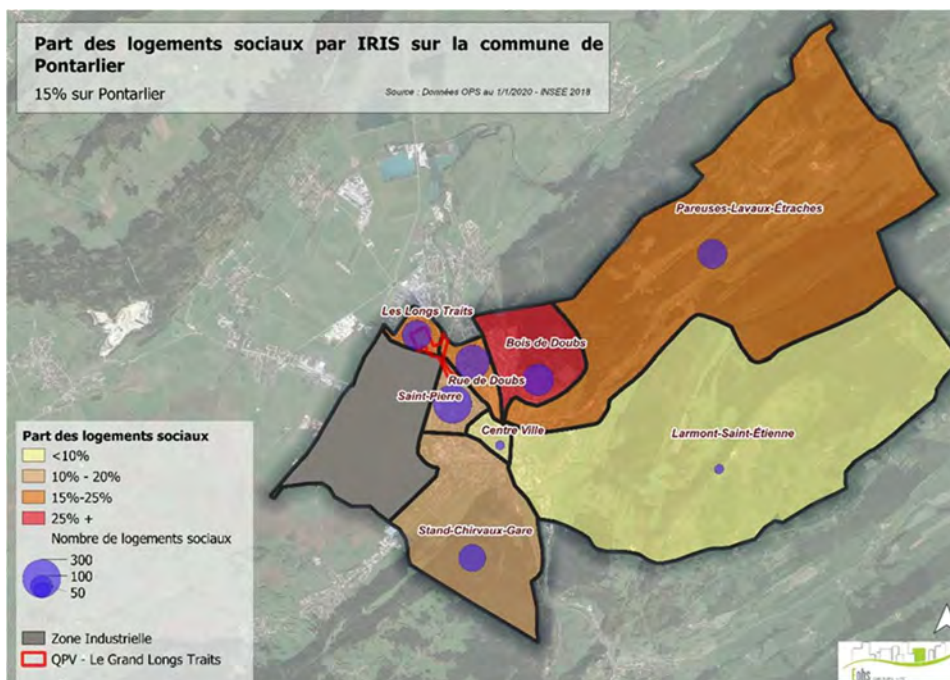 Part des logements sociaux par IRIS sur la commune de
Pontarlier
15% sur Pontarlier
Source : Données OPS au 1/1/2020 - INSEE 2018
Pareuses-Lavaux-Étraches
Les Longs Traits
Bois de Doubs
Rue de Doubs
Saint-Pierre
Centre Ville
Larmont-Saint-Étienne
Stand-Chirvaux-Gare
Part des logements sociaux
<10%
10% - 20%
15%-25%
25% +
Nombre de logements sociaux
300
100
50
Zone Industrielle
QPV - Le Grand Longs Traits